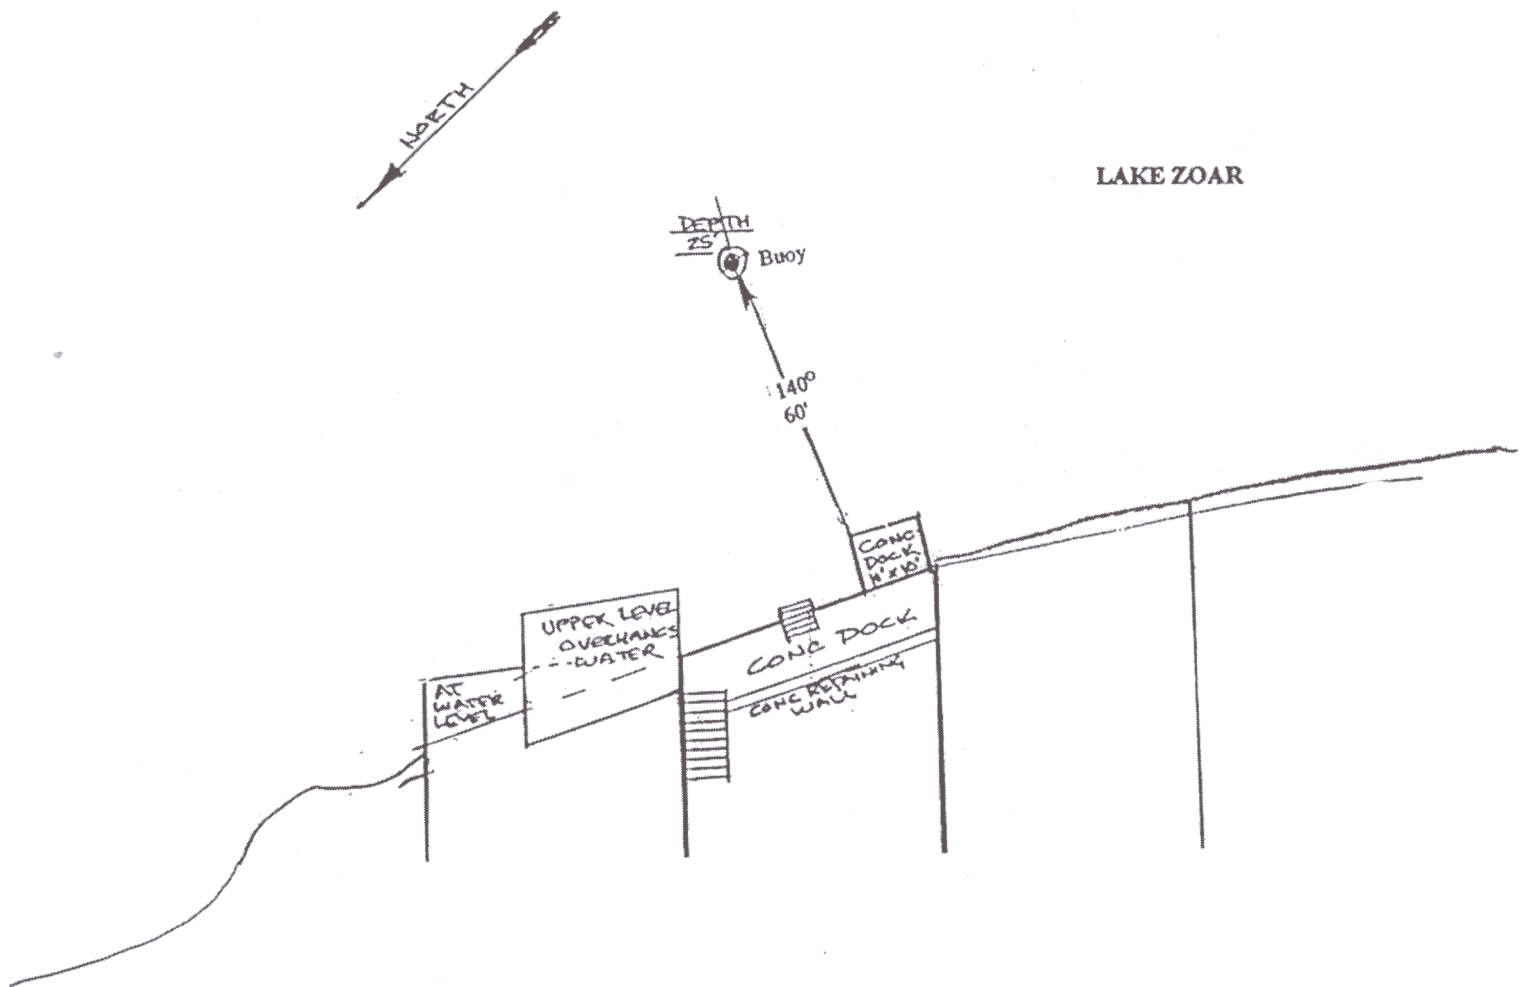 NORTH
LAKE ZOAR
DEPTH
25'
Buoy
140°
60'
CONC
DOCK
UPPER LEVEL
OVERHANGS
WATER
CONC DOCK
AT
WATER
LEVEL
CONC RETAINING
WALL